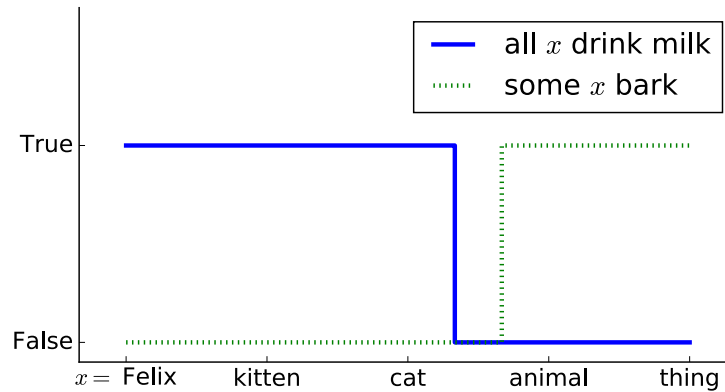 all x drink milk
some x bark
True
False
x = Felix kitten cat animal thing